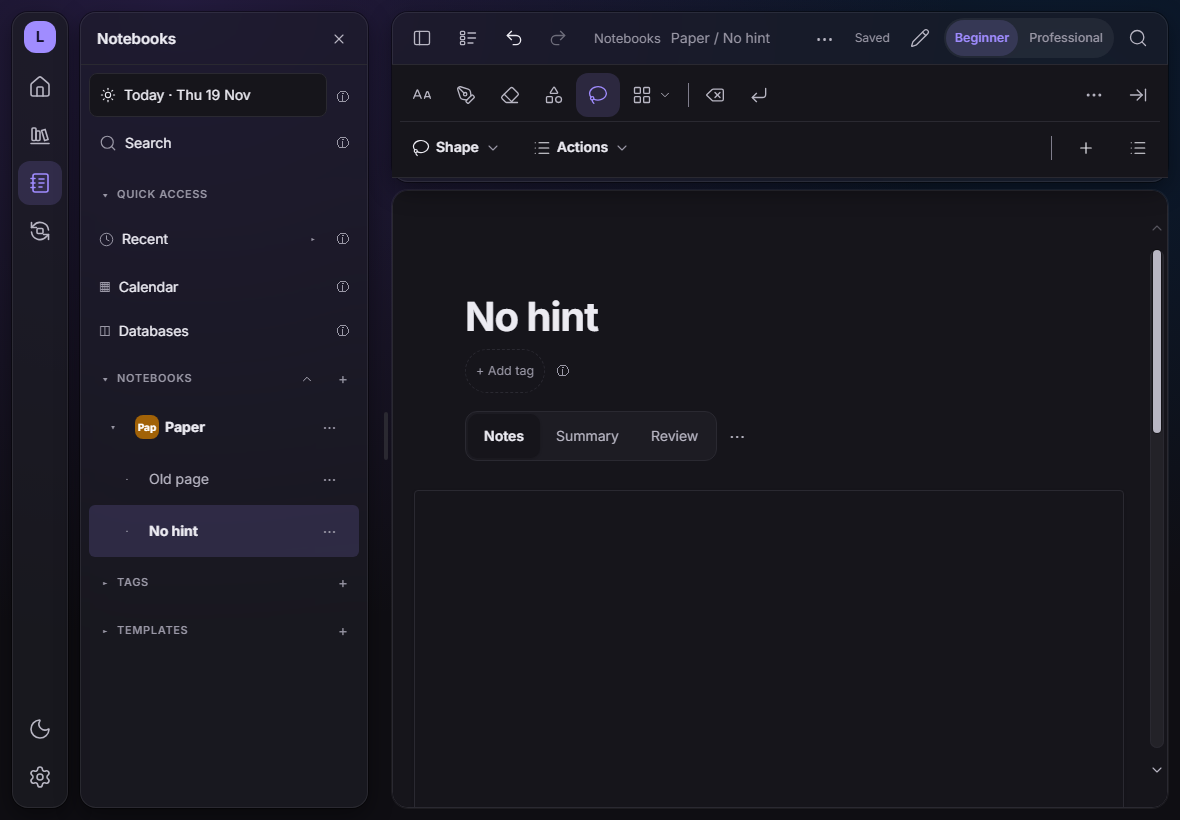 L
Notebooks
Today · Thu 19 Nov
Search
QUICK ACCESS
Recent
Calendar
Databases
NOTEBOOKS
Pap Paper
Old page
No hint
TAGS
TEMPLATES
Notebooks Paper / No hint
Saved
Beginner Professional
AA
Shape Actions
No hint
+ Add tag
Notes Summary Review